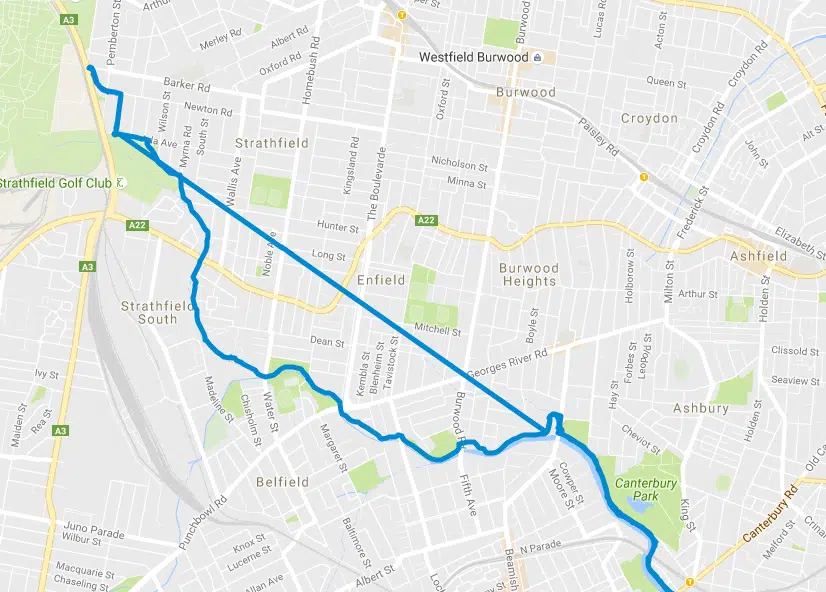 A3
Pemberton St
Arthur
Merley Rd
Albert Rd
Oxford Rd
Homebush Rd
per St
Burwood
Lucas Rd
Acton St
Croydon Rd
Westfield Burwood
Barker Rd
Wilson St
Newton Rd
Oxford St
Burwood
Queen St
Croydon
Croydon Rd
Paisley Rd
Alt St
John St
la Ave
Myrna Rd
South St
Strathfield
Wallis Ave
Kingsland Rd
The Boulevarde
Nicholson St
Minna St
Strathfield Golf Club
Frederick St
Elizabeth St
A22
Noble Ave
Hunter St
Long St
A22
Ashfield
A3
Enfield
Burwood
Heights
Holborow St
Milton St
Arthur St
Holden St
Strathfield
South
Mitchell St
Boyle St
Dean St
Kembla St
Blenheim St
Tavistock St
Georges River Rd
Forbes St
Leopold St
Clissold St
Seaview St
Ivy St
Madeline St
Chisholm St
Water St
Burwood R
Hay St
Ashbury
Holden St
Maiden St
Rea St
A3
Margaret St
Cheviot St
Old C
Belfield
Fifth Ave
Cowper St
Moore St
Canterbury
Park
King St
Canterbury Rd
Punchbowl Rd
Baltimore St
Juno Parade
Wilbur St
Knox St
Lucerne St
N Parade
Beamish
Melford St
Crinan
Macquarie St
Chaseling St
Allan Ave
Albert St
Loc